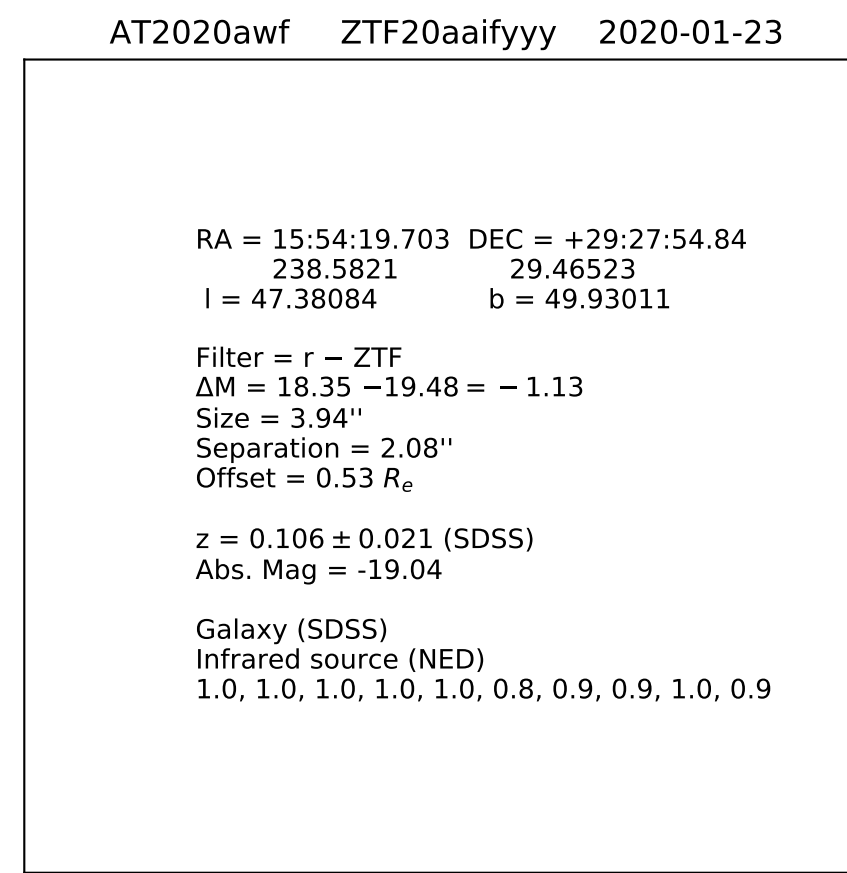 AT2020awf ZTF20aaifyyy 2020-01-23
RA = 15:54:19.703 DEC = +29:27:54.84
238.5821 29.46523
l = 47.38084 b = 49.93011
Filter = r − ZTF
ΔM = 18.35 −19.48 = − 1.13
Size = 3.94''
Separation = 2.08''
Offset = 0.53 Re
z = 0.106 ± 0.021 (SDSS)
Abs. Mag = -19.04
Galaxy (SDSS)
Infrared source (NED)
1.0, 1.0, 1.0, 1.0, 1.0, 0.8, 0.9, 0.9, 1.0, 0.9